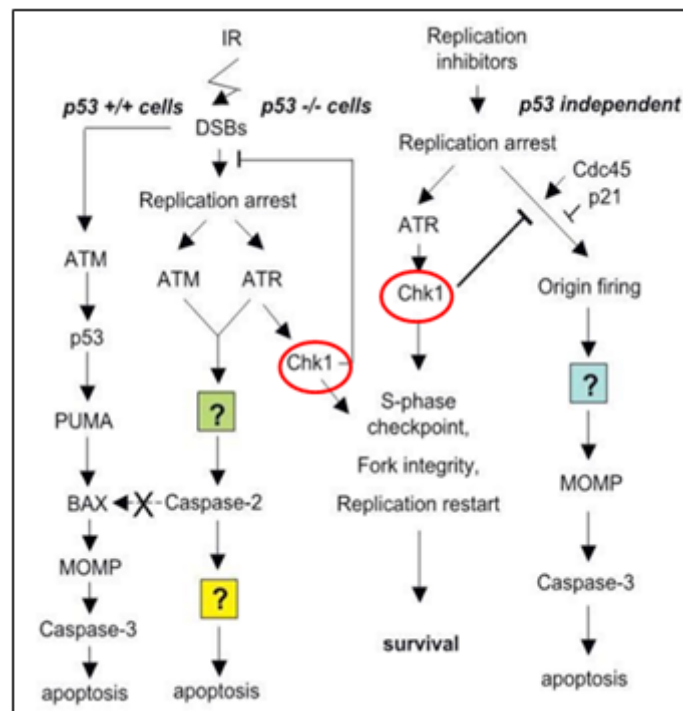 IR
p53 +/+ cells
p53 -/- cells
DSBs
Replication arrest
ATM
ATM
ATR
p53
Chk1
PUMA
?
BAX
X
Caspase-2
MOMP
?
Caspase-3
apoptosis
apoptosis
Replication
inhibitors
p53 independent
Replication arrest
Cdc45
p21
ATR
Chk1
Origin firing
S-phase
checkpoint,
Fork integrity,
Replication restart
survival
?
MOMP
Caspase-3
apoptosis